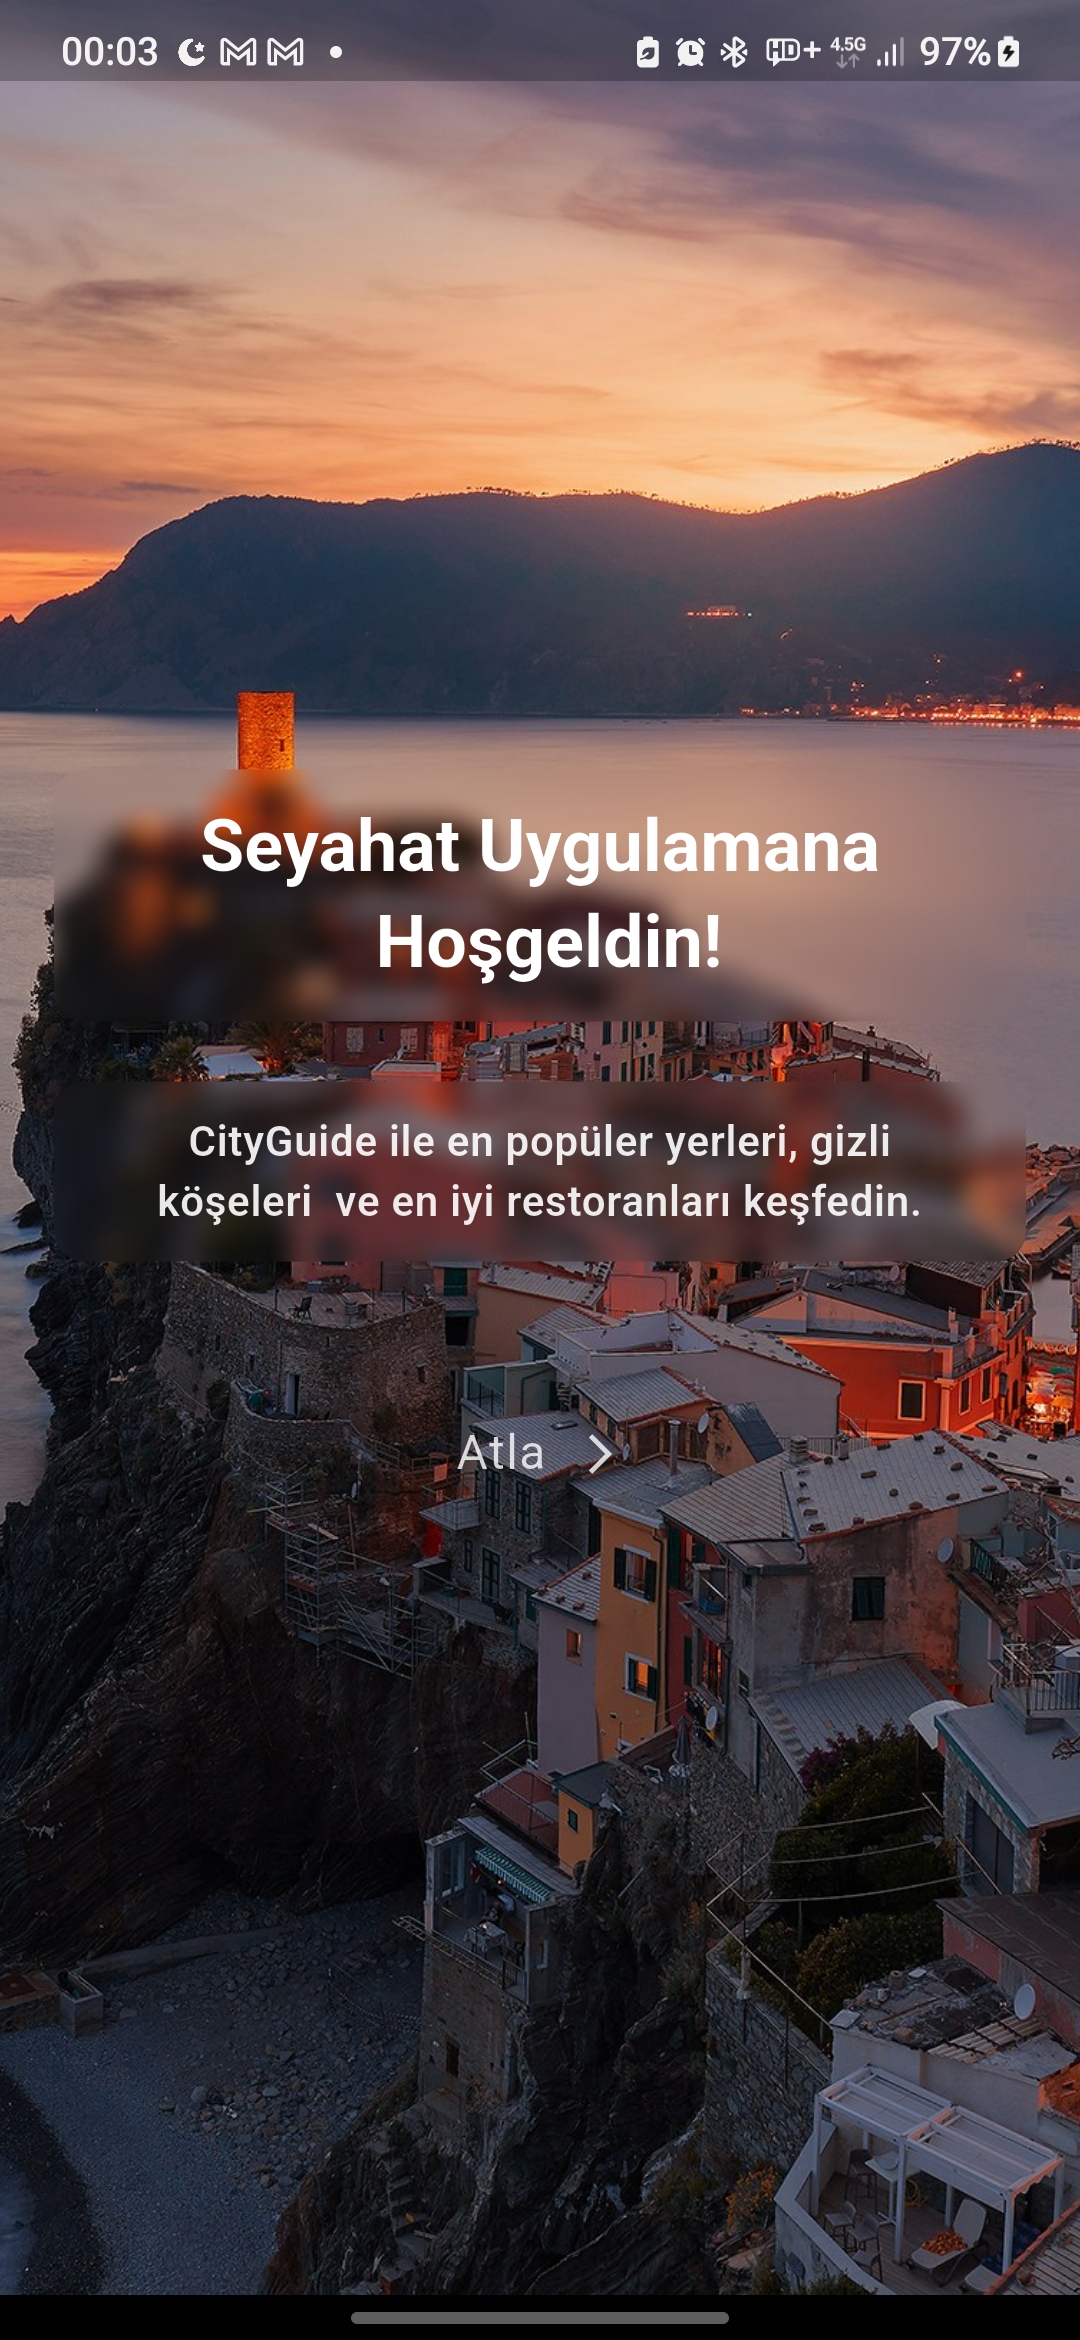 00:03 HD+ 4.5G 97%
Seyahat Uygulamana
Hoşgeldin!
CityGuide ile en popüler yerleri, gizli
köşeleri  ve en iyi restoranları keşfedin.
Atla